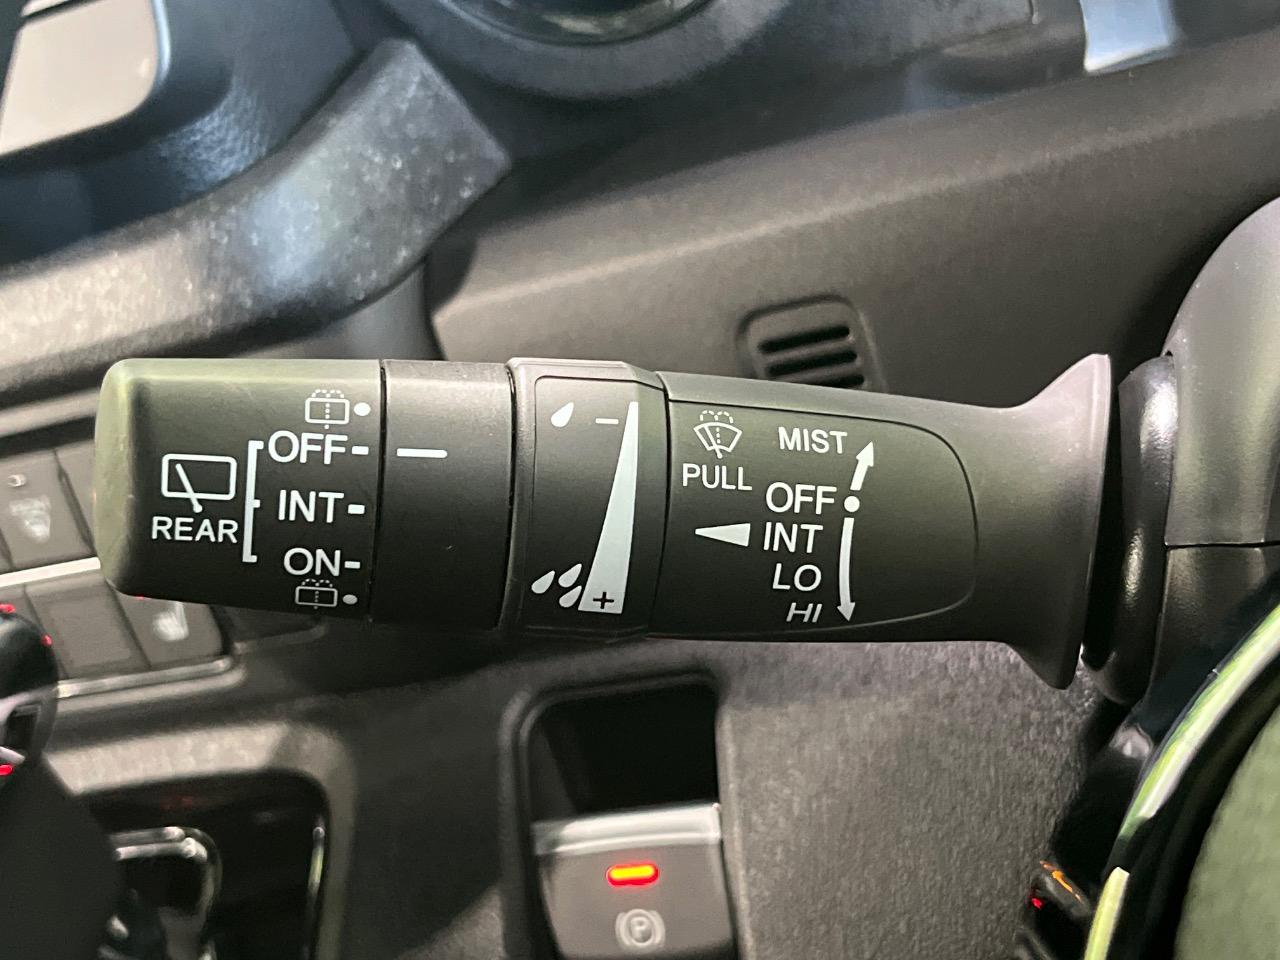 REAR
OFF
INT
ON
−
+
PULL
MIST
OFF
INT
LO
HI
P